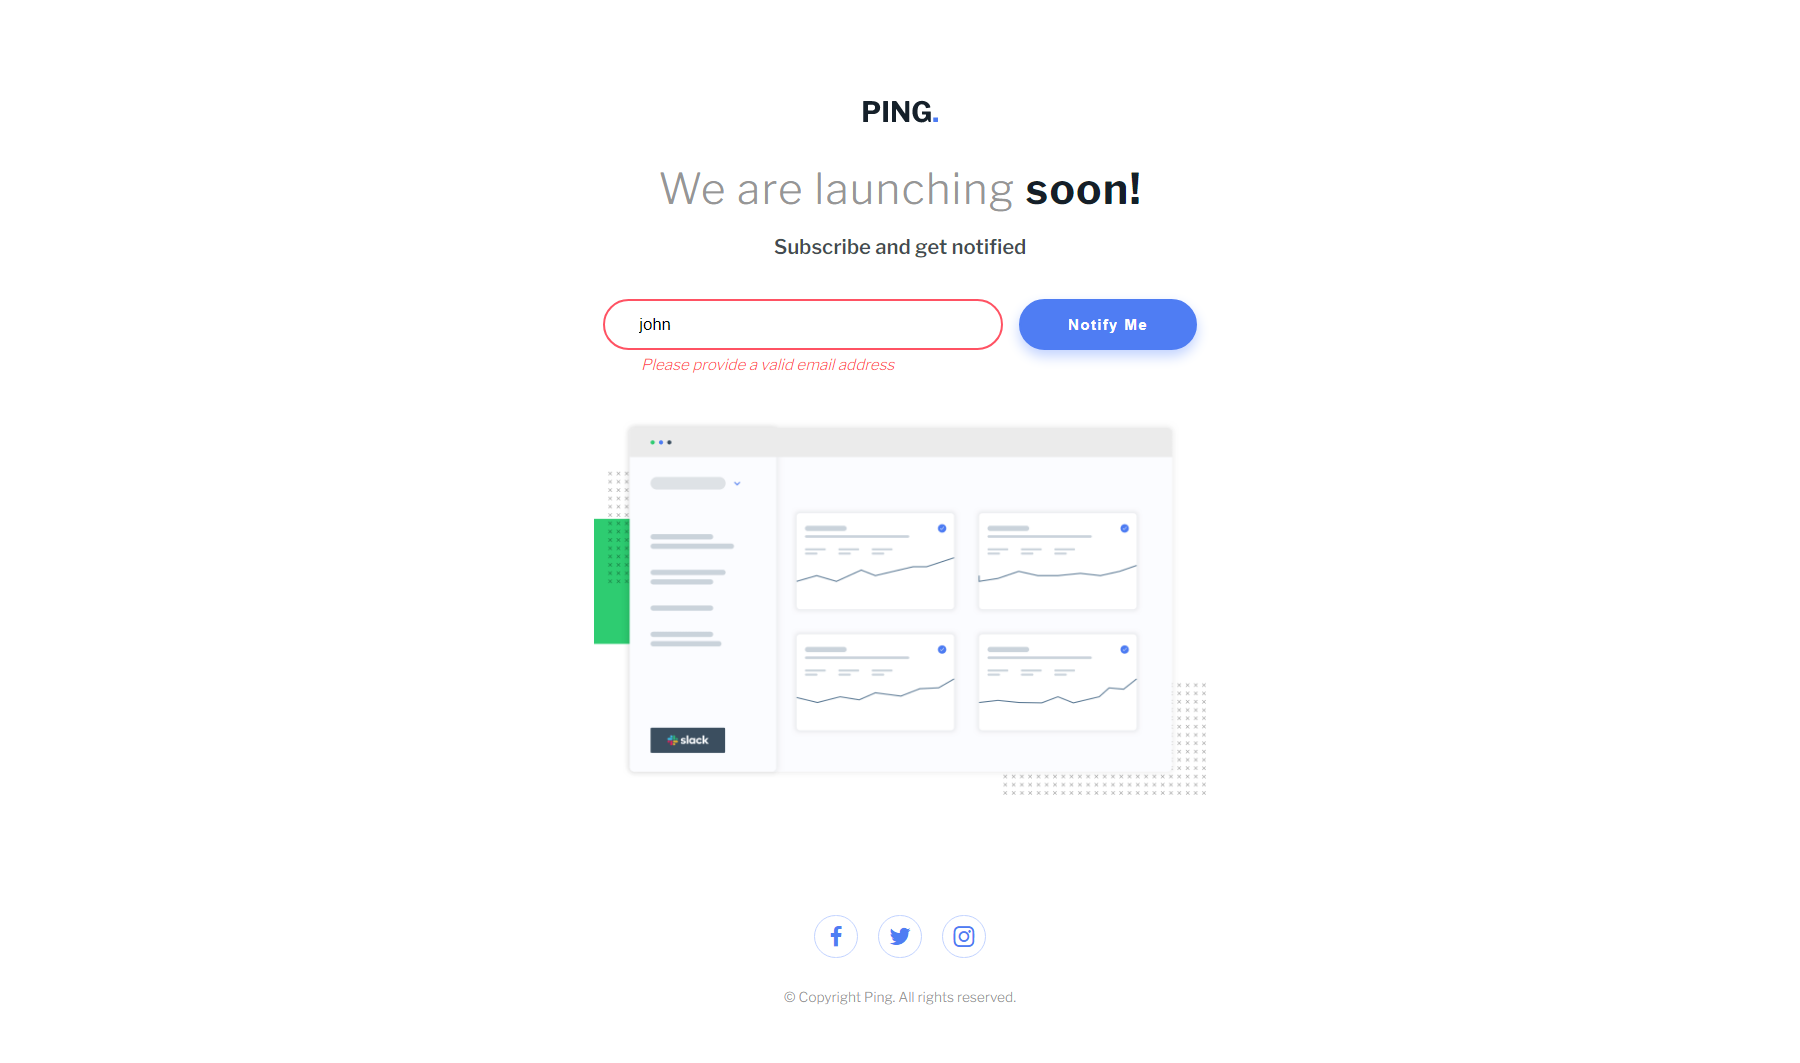 PING.
We are launching soon!
Subscribe and get notified
john
Notify Me
Please provide a valid email address
slack
© Copyright Ping. All rights reserved.